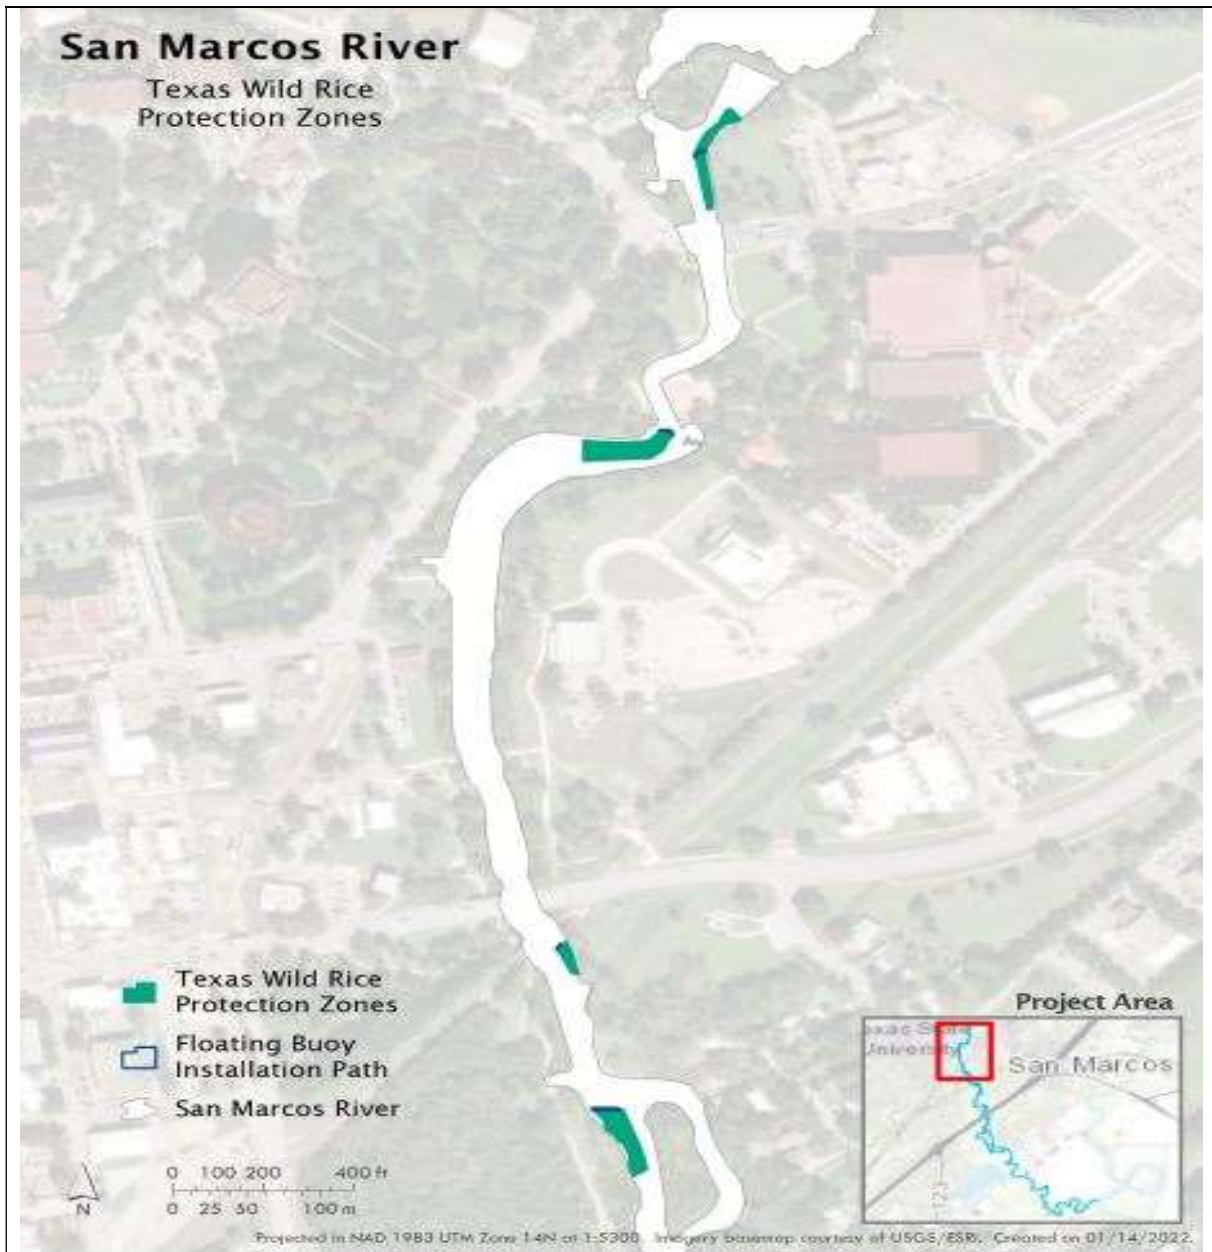 San Marcos River
Texas Wild Rice
Protection Zones
Texas Wild Rice
Protection Zones
Floating Buoy
Installation Path
San Marcos River
N
0 100 200 400 ft
0 25 50 100 m
Project Area
University
San Marcos
123
Projected in NAD 1983 UTM Zone 14N at 1:5300. Imagery basemap courtesy of USGS/ESRI. Created on 01/14/2022.